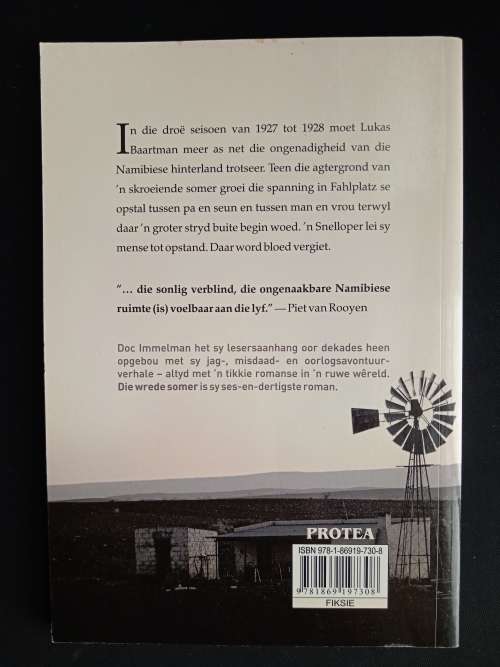 In die droë seisoen van 1927 tot 1928 moet Lukas
Baartman meer as net die ongenadigheid van die
Namibiese hinterland trotseer. Teen die agtergrond van
'n skroeiende somer groei die spanning in Fahlplatz se
opstal tussen pa en seun en tussen man en vrou terwyl
daar 'n groter stryd buite begin woed. 'n Snelloper lei sy
mense tot opstand. Daar word bloed vergiet.
"... die sonlig verblind, die ongenaakbare Namibiese
ruimte (is) voelbaar aan die lyf." — Piet van Rooyen
Doc Immelman het sy lesersaanhang oor dekades heen
opgebou met sy jag-, misdaad- en oorlogsavontuur-
verhale – altyd met 'n tikkie romanse in 'n ruwe wêreld.
Die wrede somer is sy ses-en-dertigste roman.
PROTEA
ISBN 978-1-86919-730-8
9 781869 197308
FIKSIE